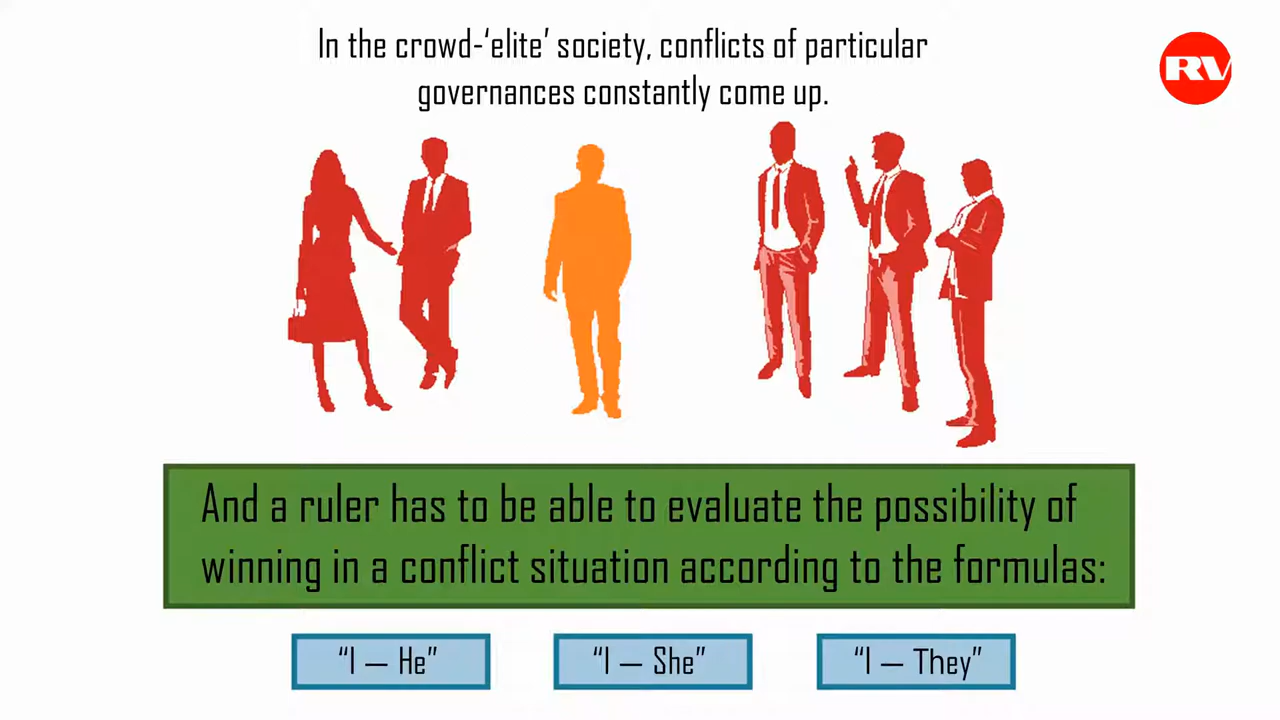 In the crowd-‘elite’ society, conflicts of particular
governances constantly come up.
RV
And a ruler has to be able to evaluate the possibility of
winning in a conflict situation according to the formulas:
“I — He”
“I — She”
“I — They”